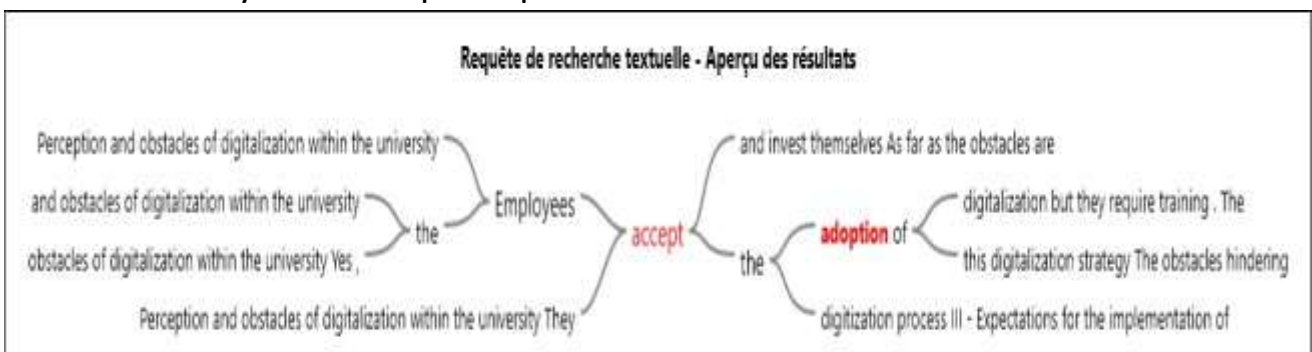 Requête de recherche textuelle - Aperçu des résultats
Perception and obstacles of digitalization within the university
and invest themselves As far as the obstacles are
and obstacles of digitalization within the university
Employees
digitalization but they require training . The
the
accept
adoption of
obstacles of digitalization within the university Yes ,
the
this digitalization strategy The obstacles hindering
Perception and obstacles of digitalization within the university They
digitization process III - Expectations for the implementation of